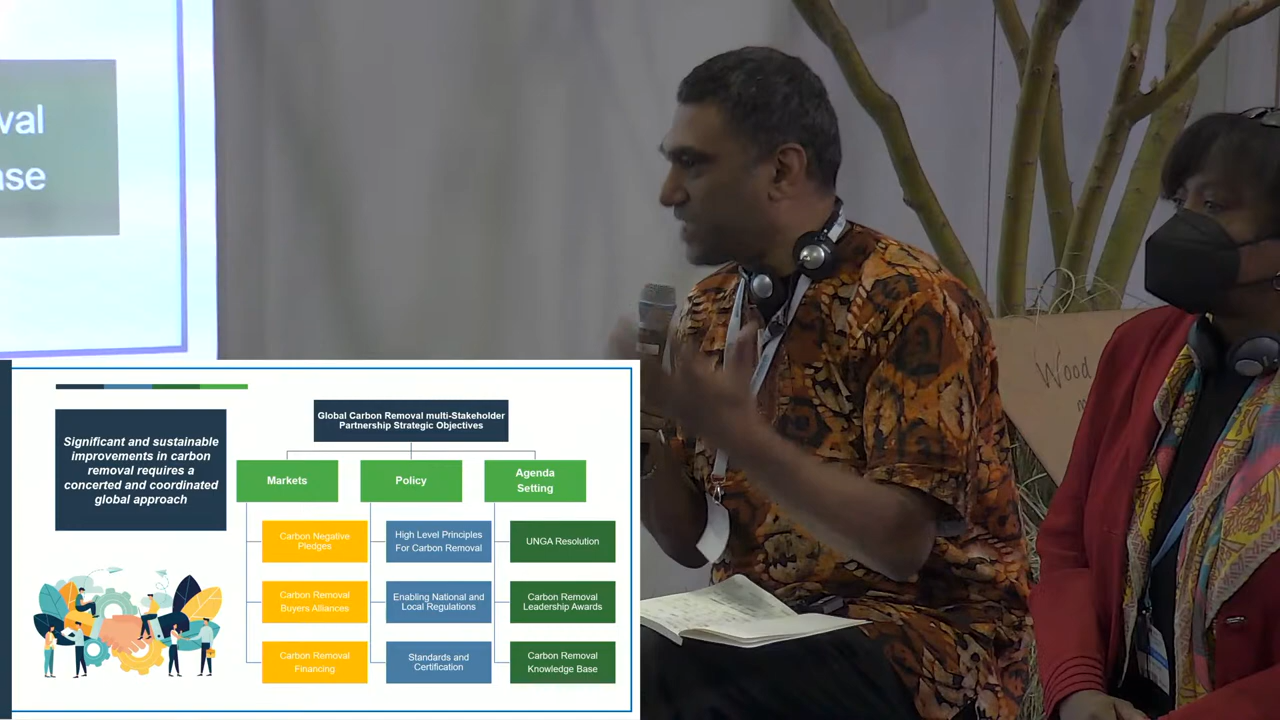 val
ase
Significant and sustainable
improvements in carbon
removal requires a
concerted and coordinated
global approach
Global Carbon Removal multi-Stakeholder
Partnership Strategic Objectives
Markets
Policy
Agenda
Setting
Carbon Negative
Pledges
High Level Principles
For Carbon Removal
UNGA Resolution
Carbon Removal
Buyers Alliances
Enabling National and
Local Regulations
Carbon Removal
Leadership Awards
Carbon Removal
Financing
Standards and
Certification
Carbon Removal
Knowledge Base
Wood